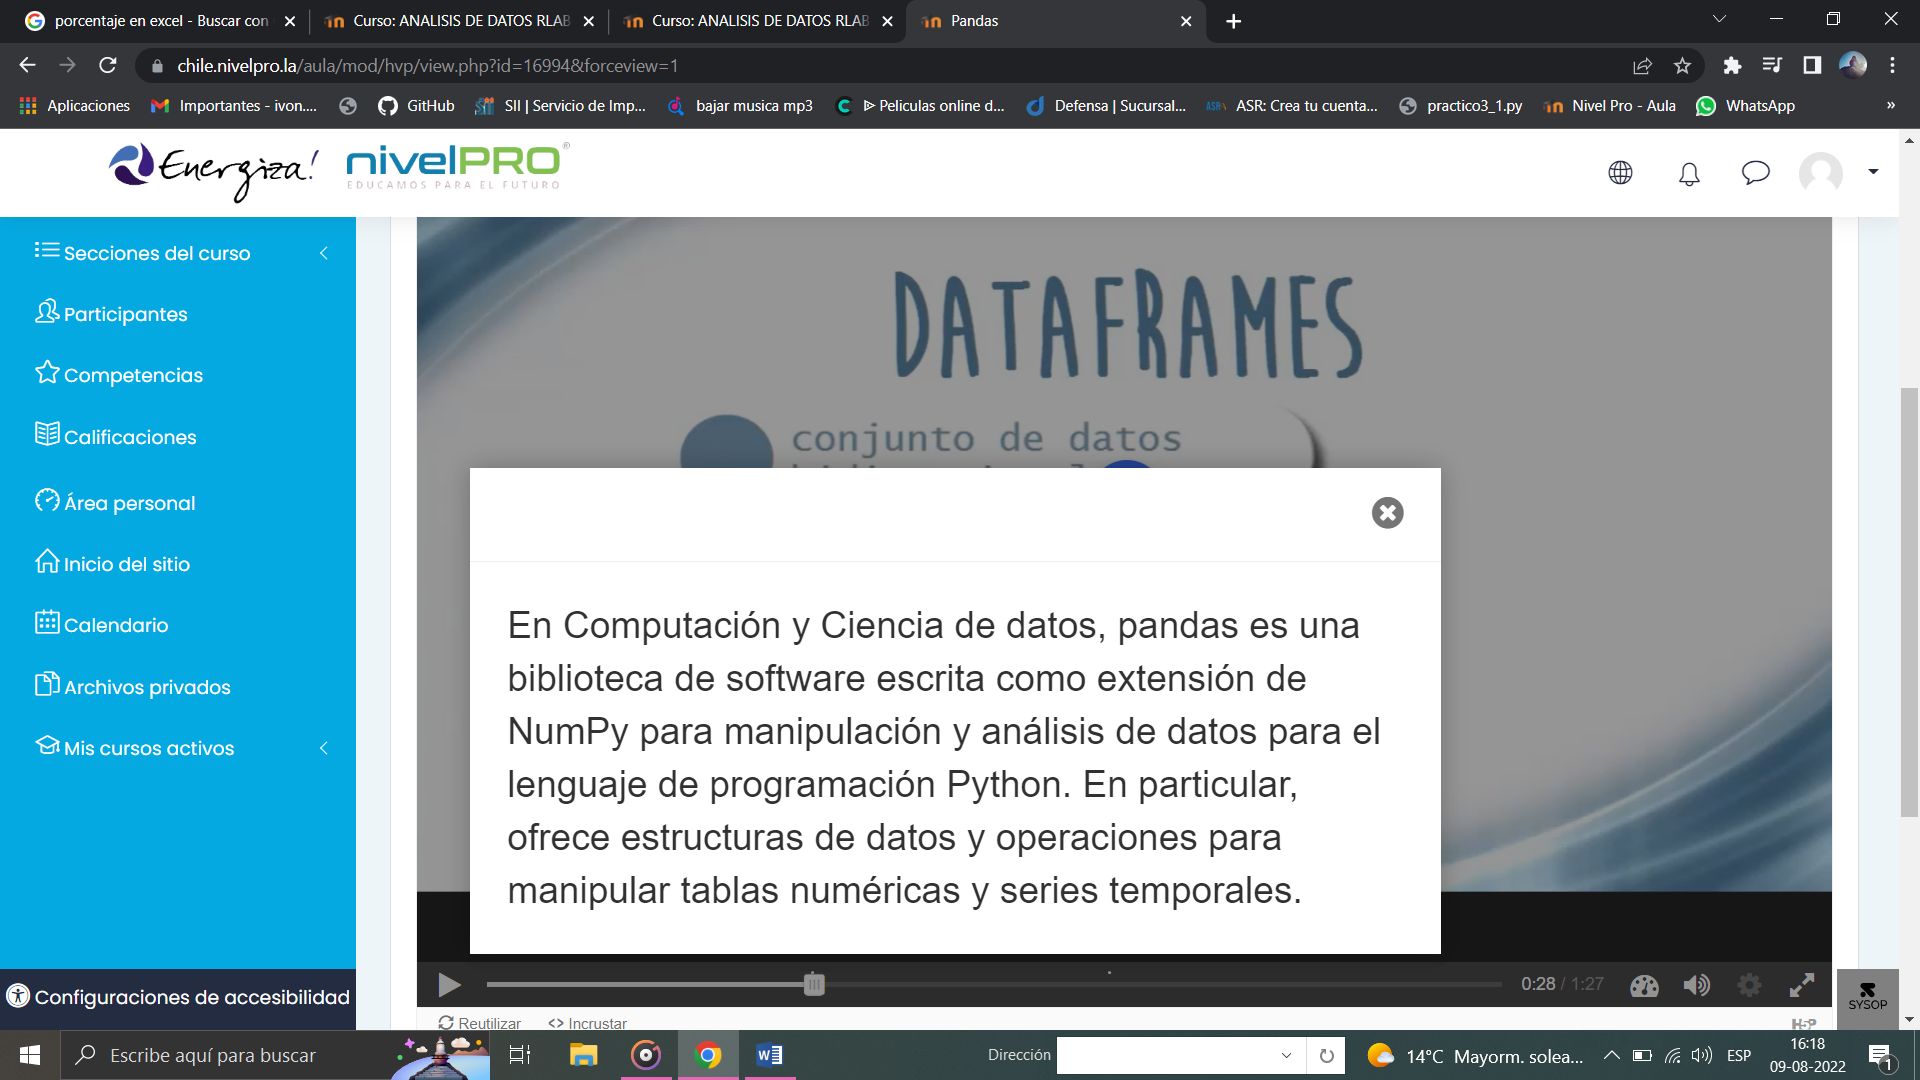 porcentaje en excel - Buscar con
Curso: ANALISIS DE DATOS RLAB
Curso: ANALISIS DE DATOS RLAB
Pandas
chile.nivelpro.la/aula/mod/hvp/view.php?id=16994&forceview=1
Aplicaciones
Importantes - ivon....
GitHub
SII | Servicio de Imp...
bajar musica mp3
ᐅ Peliculas online d...
Defensa | Sucursal...
ASR: Crea tu cuenta...
practico3_1.py
Nivel Pro - Aula
WhatsApp
»
Energiza!
nivelPRO®
EDUCAMOS PARA EL FUTURO
Secciones del curso
Participantes
Competencias
Calificaciones
Área personal
Inicio del sitio
Calendario
Archivos privados
Mis cursos activos
Configuraciones de accesibilidad
DATAFRAMES
conjunto de datos
En Computación y Ciencia de datos, pandas es una
biblioteca de software escrita como extensión de
NumPy para manipulación y análisis de datos para el
lenguaje de programación Python. En particular,
ofrece estructuras de datos y operaciones para
manipular tablas numéricas y series temporales.
0:28 / 1:27
Reutilizar
<> Incrustar
H5P
SYSOP
Escribe aquí para buscar
Dirección
14°C Mayorm. solea...
ESP
16:18
09-08-2022
1